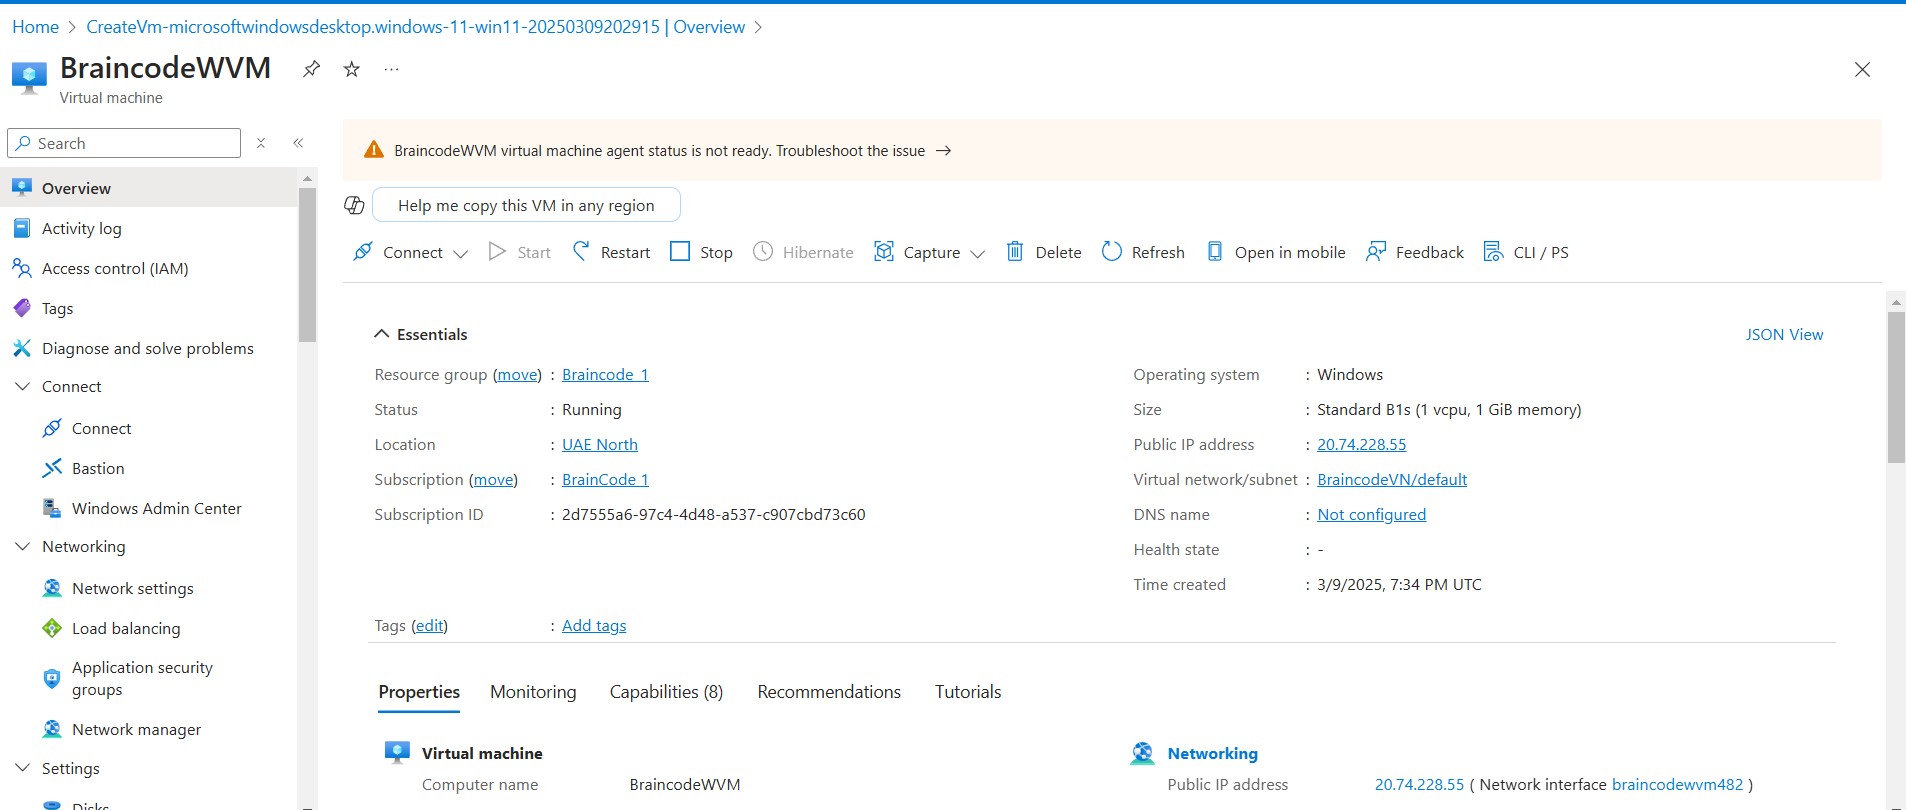 Home > CreateVm-microsoftwindowsdesktop.windows-11-win11-20250309202915 | Overview >
BraincodeWVM ...
Virtual machine
Search
Overview
Activity log
Access control (IAM)
Tags
Diagnose and solve problems
Connect
Connect
Bastion
Windows Admin Center
Networking
Network settings
Load balancing
Application security
groups
Network manager
Settings
Disks
BraincodeWVM virtual machine agent status is not ready. Troubleshoot the issue →
Help me copy this VM in any region
Connect Start Restart Stop Hibernate Capture Delete Refresh Open in mobile Feedback CLI / PS
Essentials
JSON View
Resource group (move) : Braincode_1
Status : Running
Location : UAE North
Subscription (move) : BrainCode 1
Subscription ID : 2d7555a6-97c4-4d48-a537-c907cbd73c60
Operating system : Windows
Size : Standard B1s (1 vcpu, 1 GiB memory)
Public IP address : 20.74.228.55
Virtual network/subnet : BraincodeVN/default
DNS name : Not configured
Health state : -
Time created : 3/9/2025, 7:34 PM UTC
Tags (edit) : Add tags
Properties Monitoring Capabilities (8) Recommendations Tutorials
Virtual machine
Computer name BraincodeWVM
Networking
Public IP address 20.74.228.55 ( Network interface braincodewvm482 )